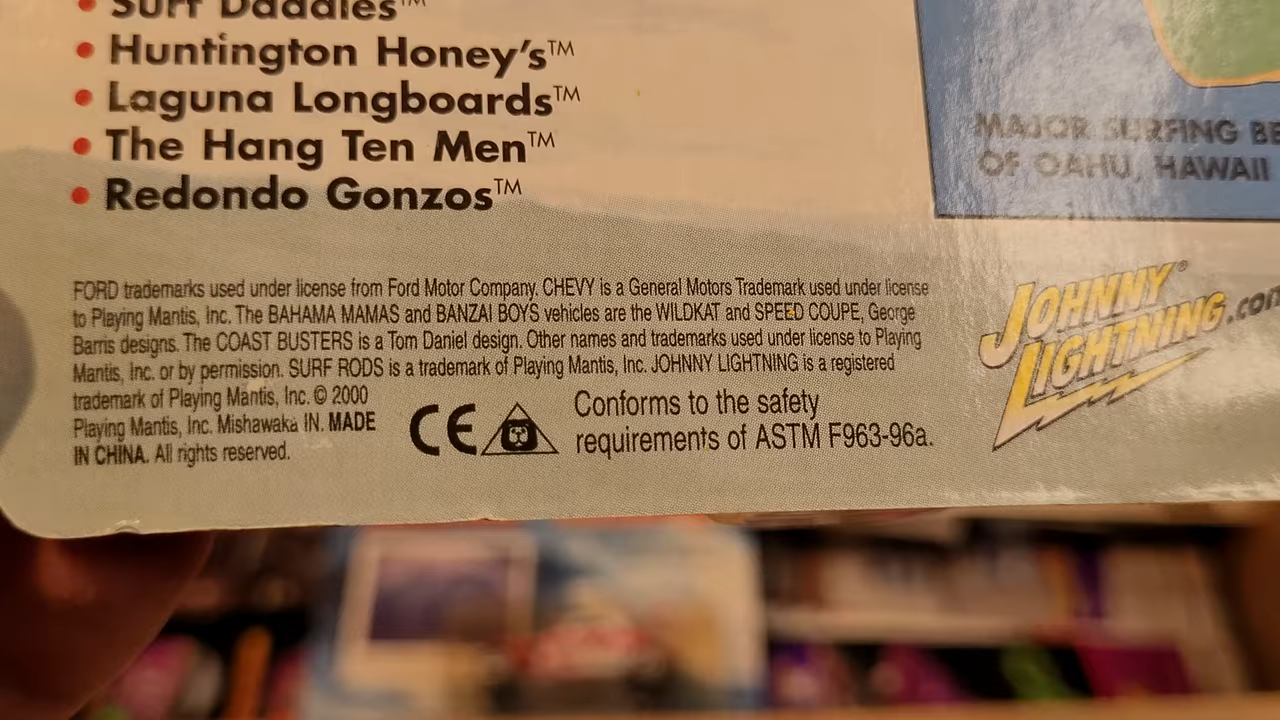 • Surf Daddies™
• Huntington Honey's™
• Laguna Longboards™
• The Hang Ten Men™
• Redondo Gonzos™
MAJOR SURFING BE
OF OAHU, HAWAII
FORD trademarks used under license from Ford Motor Company. CHEVY is a General Motors Trademark used under license
to Playing Mantis, Inc. The BAHAMA MAMAS and BANZAI BOYS vehicles are the WILDKAT and SPEED COUPE, George
Barris designs. The COAST BUSTERS is a Tom Daniel design. Other names and trademarks used under license to Playing
Mantis, Inc. or by permission. SURF RODS is a trademark of Playing Mantis, Inc. JOHNNY LIGHTNING is a registered
trademark of Playing Mantis, Inc. © 2000
Playing Mantis, Inc. Mishawaka IN. MADE
IN CHINA. All rights reserved.
CE
Conforms to the safety
requirements of ASTM F963-96a.
JOHNNY®
LIGHTNING.com